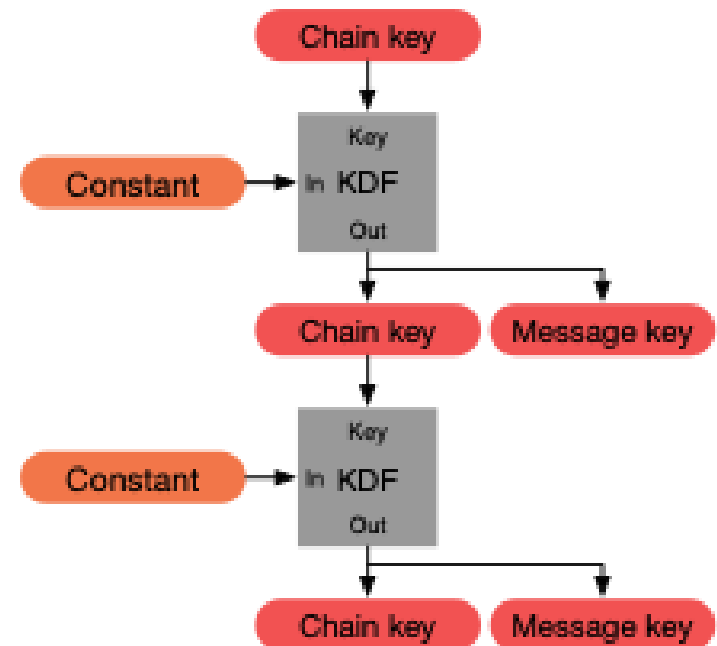 Chain key
Key
Constant
In KDF
Out
Chain key Message key
Key
Constant
In KDF
Out
Chain key Message key